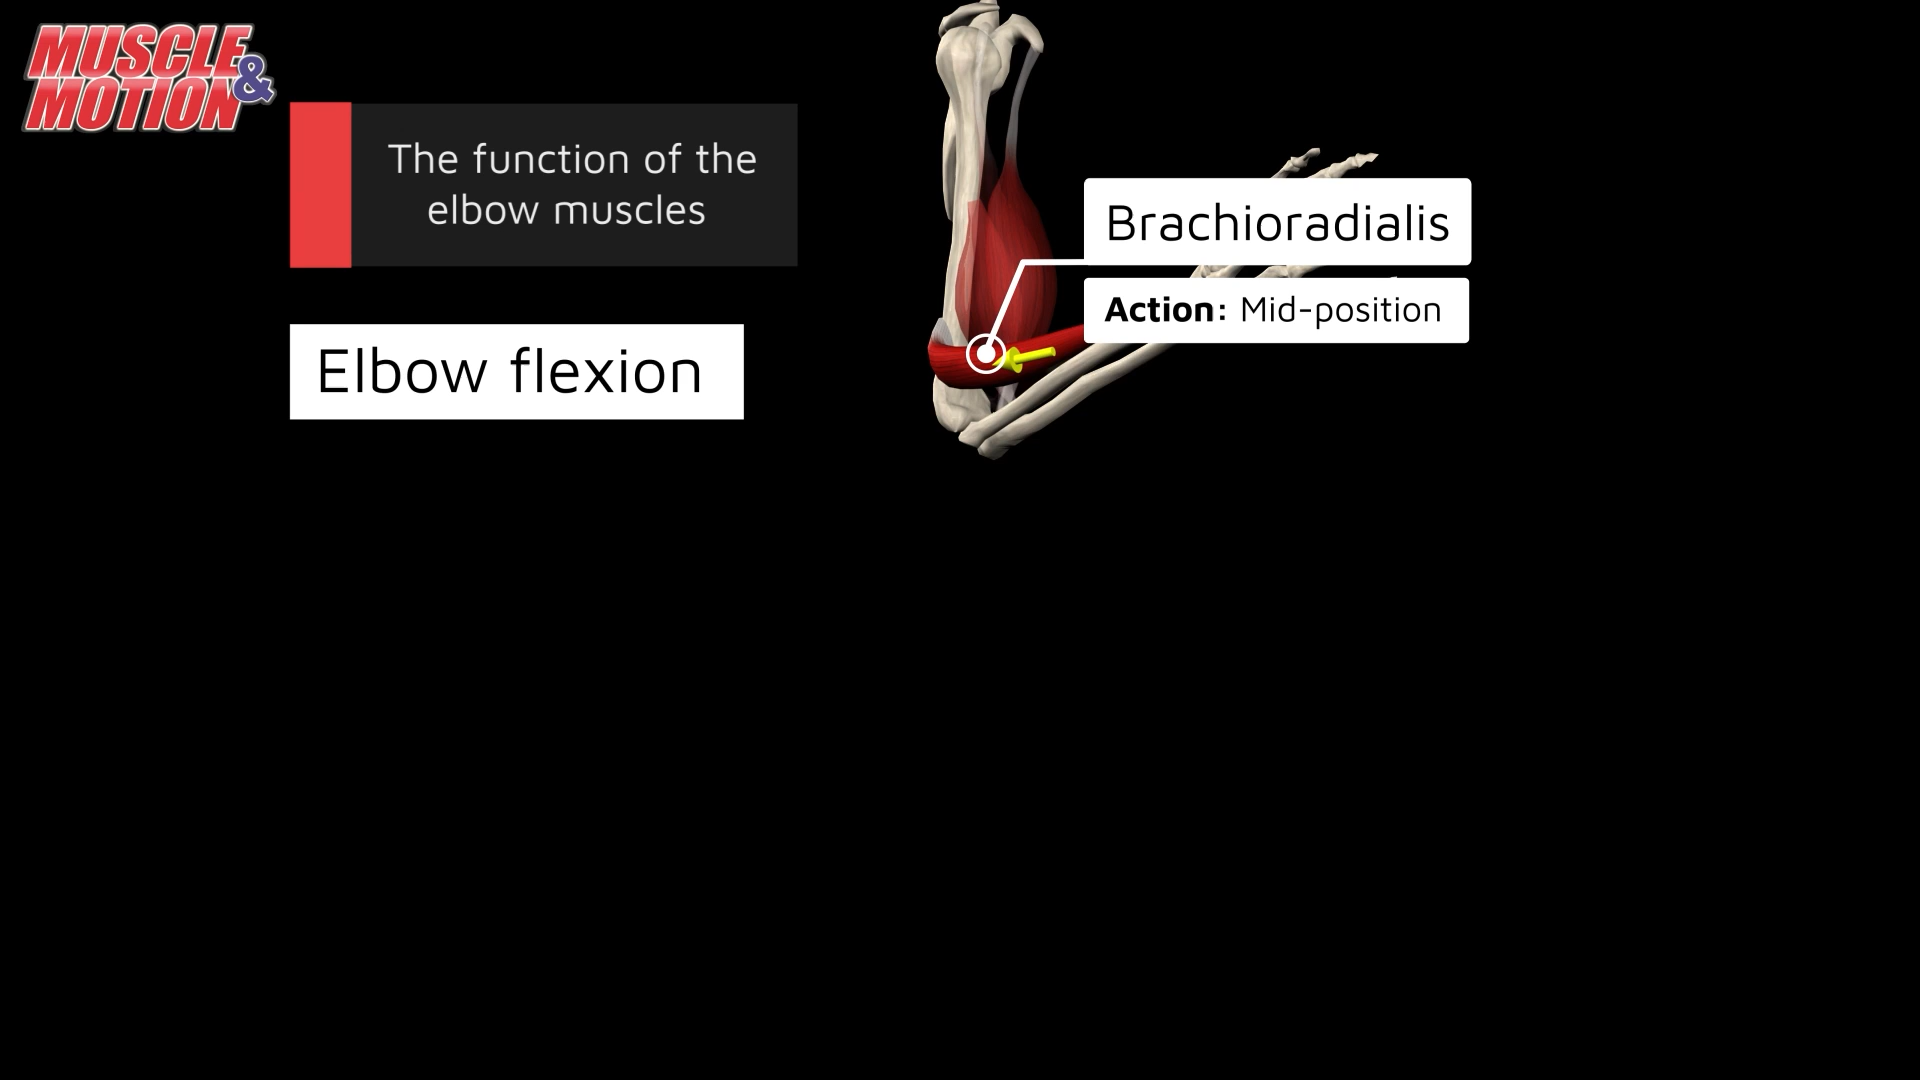 MUSCLE &
MOTION
The function of the
elbow muscles
Elbow flexion
Brachioradialis
Action: Mid-position